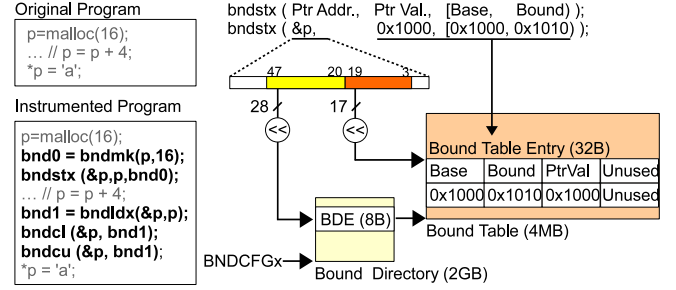 Original Program
p=malloc(16);
... // p = p + 4;
*p = 'a';
Instrumented Program
p=malloc(16);
bnd0 = bndmk(p,16);
bndstx (&p,p,bnd0);
... // p = p + 4;
bnd1 = bndldx(&p,p);
bndcl (&p, bnd1);
bndcu (&p, bnd1);
*p = 'a';
bndstx ( Ptr Addr., Ptr Val., [Base, Bound) );
bndstx ( &p, 0x1000, [0x1000, 0x1010) );
47 20 19 3
28 17
<< <<
Bound Table Entry (32B)
Base Bound PtrVal Unused
0x1000 0x1010 0x1000 Unused
Bound Table (4MB)
BDE (8B)
BNDCFGx
Bound Directory (2GB)